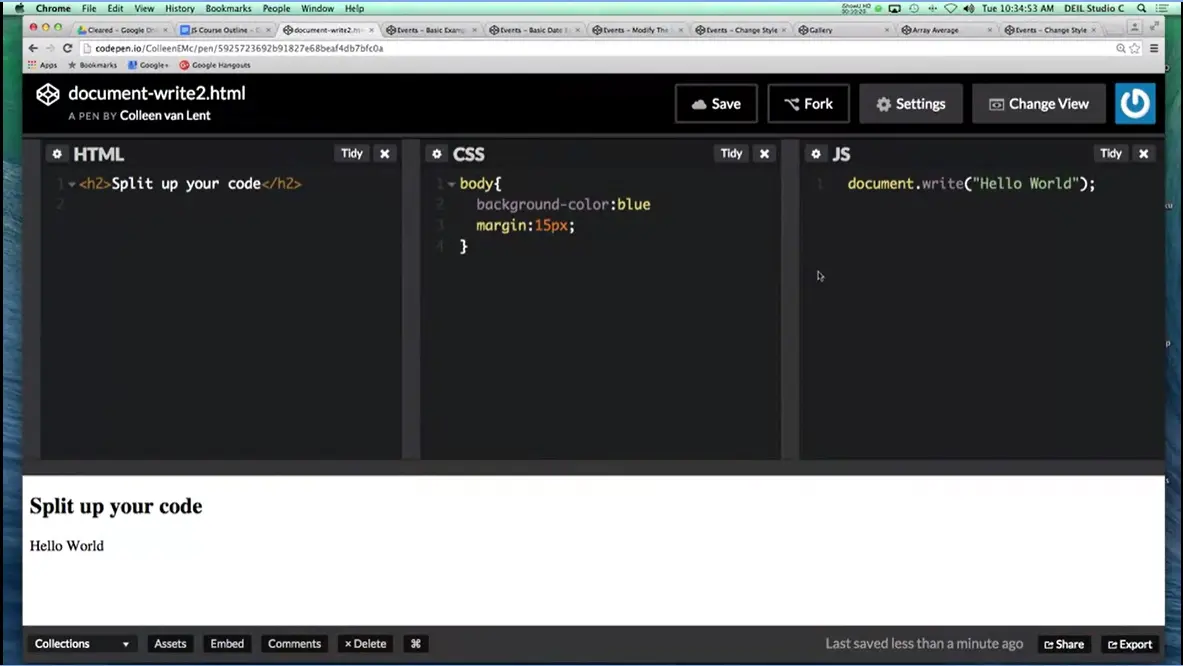 Chrome File Edit View History Bookmarks People Window Help Tue 10:34:53 AM DEIL Studio C
Cleared - Google JS Course Outline - document-write2.h Events - Basic Examp Events - Basic Date Events - Modify The Events - Change Style Gallery Array Average Events - Change Style
codepen.io/ColleenEMc/pen/5925723692b91827e68beaf4db7bfc0a
Apps Bookmarks Google+ Google Hangouts
document-write2.html
A PEN BY Colleen van Lent
Save Fork Settings Change View
HTML Tidy
1 <h2>Split up your code</h2>
2
CSS Tidy
1 body{
2 background-color:blue
3 margin:15px;
4 }
JS Tidy
1 document.write("Hello World");
Split up your code
Hello World
Collections Assets Embed Comments × Delete ⌘ Last saved less than a minute ago Share Export